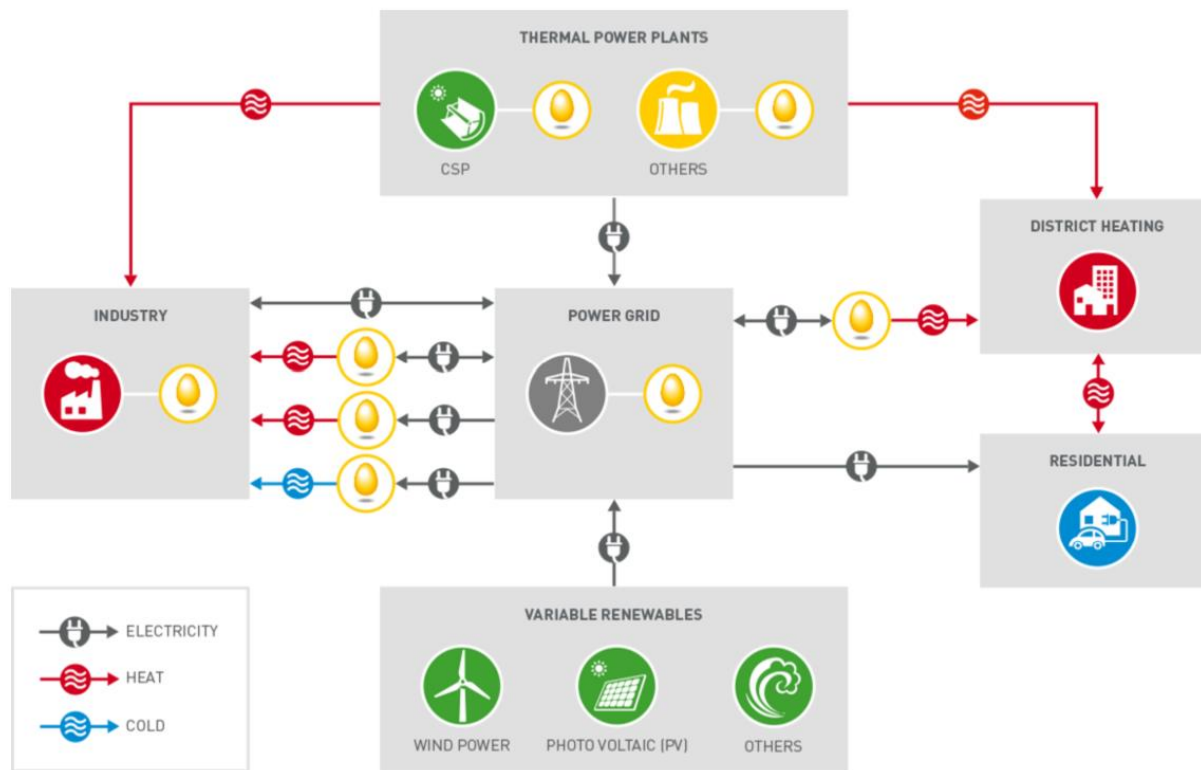 THERMAL POWER PLANTS
CSP
OTHERS
DISTRICT HEATING
INDUSTRY
POWER GRID
RESIDENTIAL
VARIABLE RENEWABLES
WIND POWER
PHOTO VOLTAIC (PV)
OTHERS
ELECTRICITY
HEAT
COLD